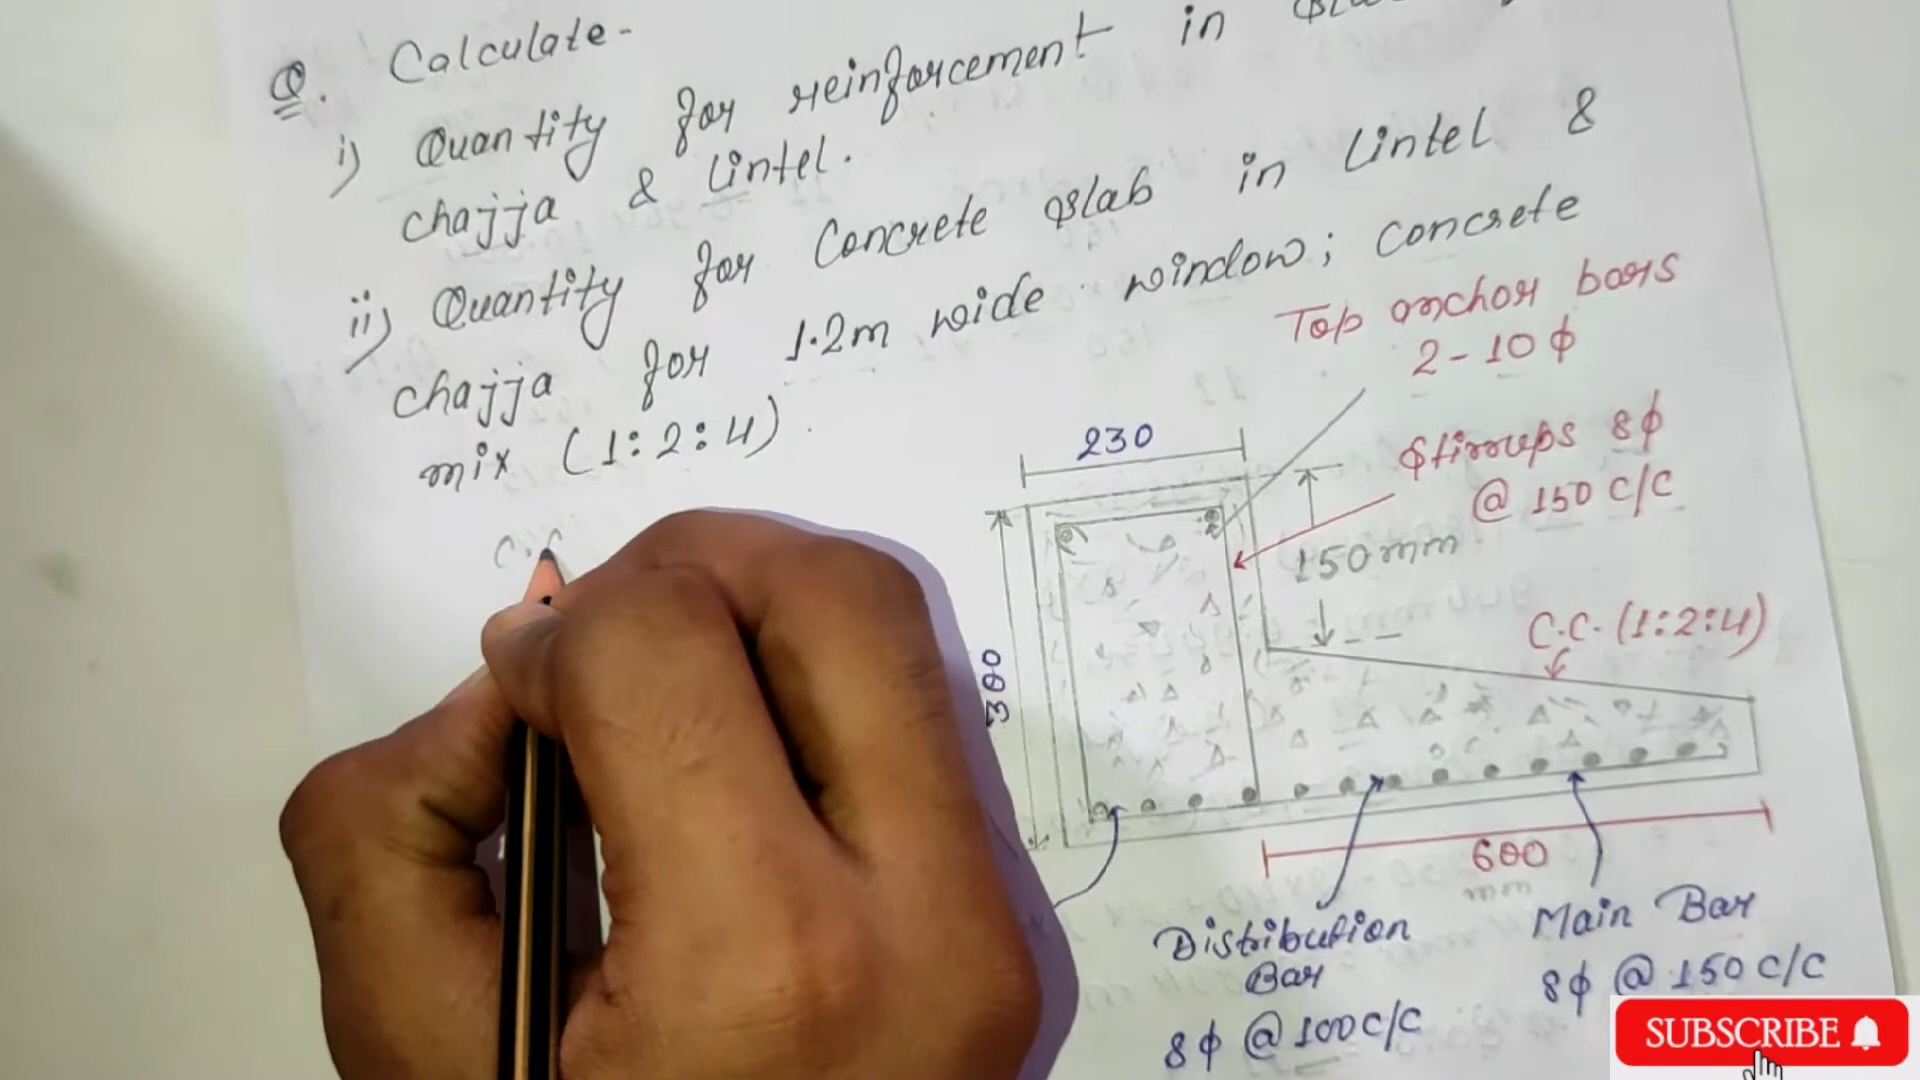 Q. Calculate -
i) Quantity for reinforcement in
chajja & Lintel.
ii) Quantity for Concrete slab in Lintel &
chajja for 1.2m wide window; concrete
mix (1:2:4)
C.C
Top anchor bars
2-10ϕ
230
Stirrups 8ϕ
@ 150 C/C
150mm
C.C. (1:2:4)
300
600
Distribution
Bar
8ϕ @ 100 C/C
Main Bar
8ϕ @ 150 C/C
SUBSCRIBE